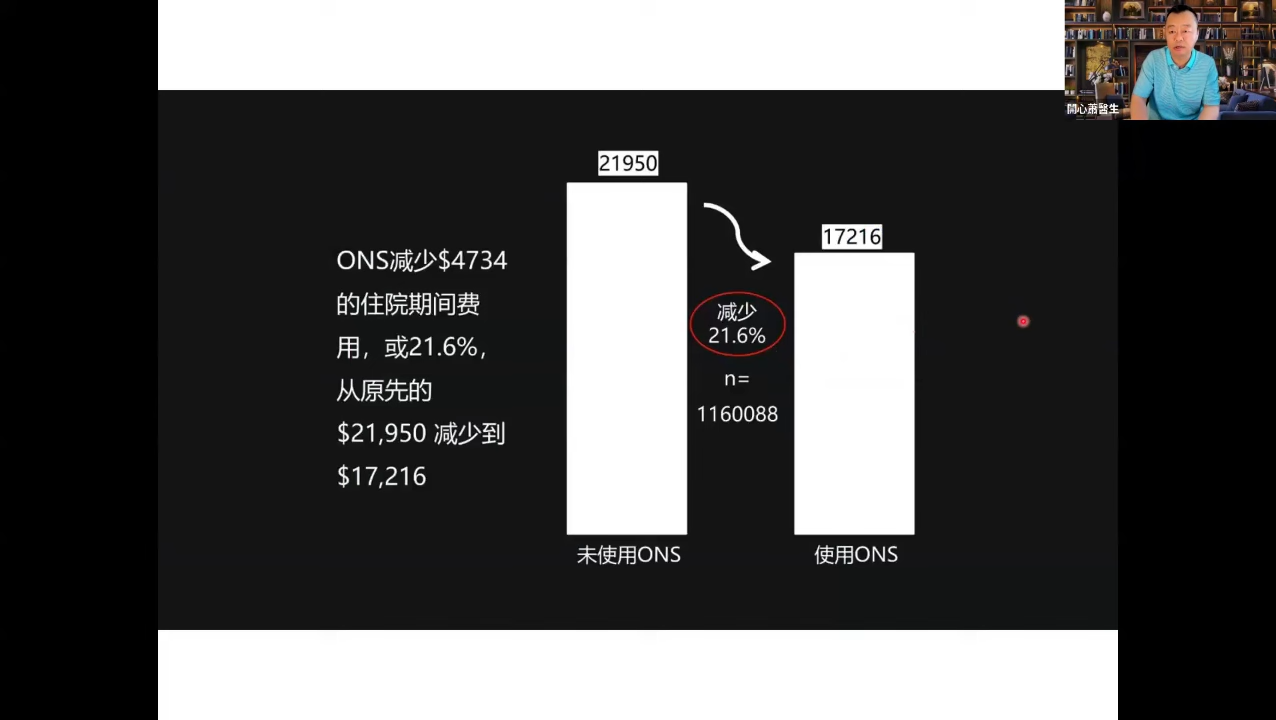 開心蕭醫生
21950
17216
ONS减少$4734
的住院期间费
用，或21.6%，
从原先的
$21,950 减少到
$17,216
减少
21.6%
n=
1160088
未使用ONS
使用ONS